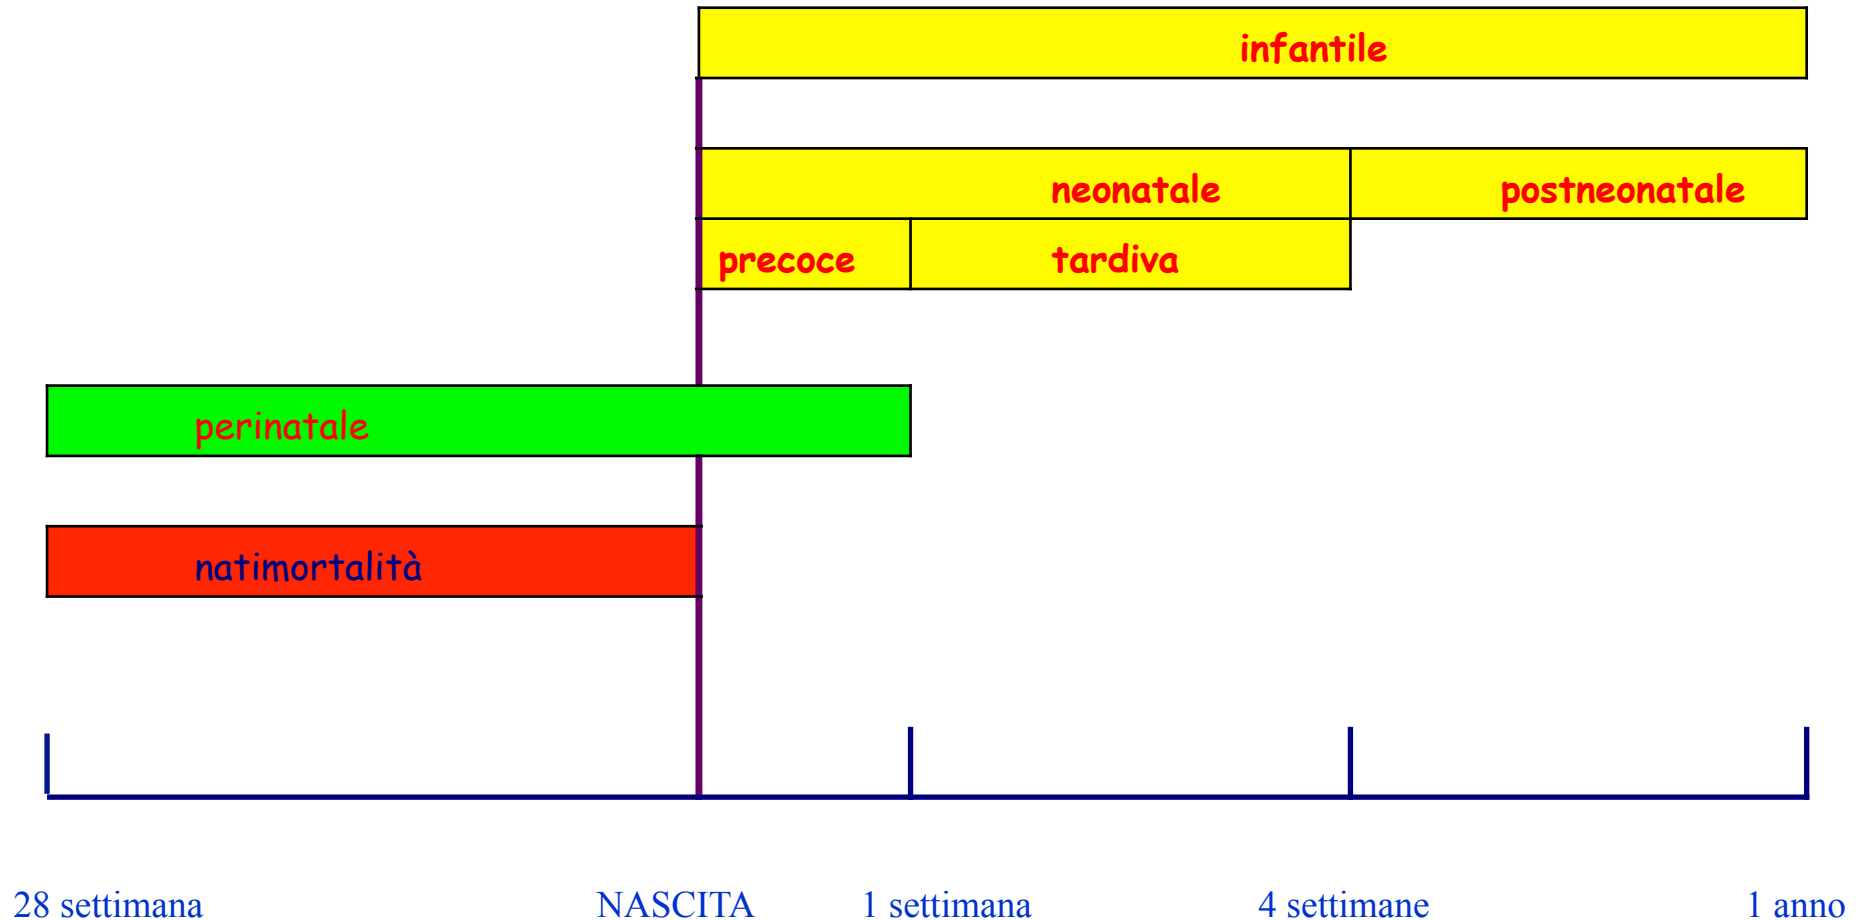 infantile
neonatale postneonatale
precoce tardiva
perinatale
natimortalità
28 settimana NASCITA 1 settimana 4 settimane 1 anno